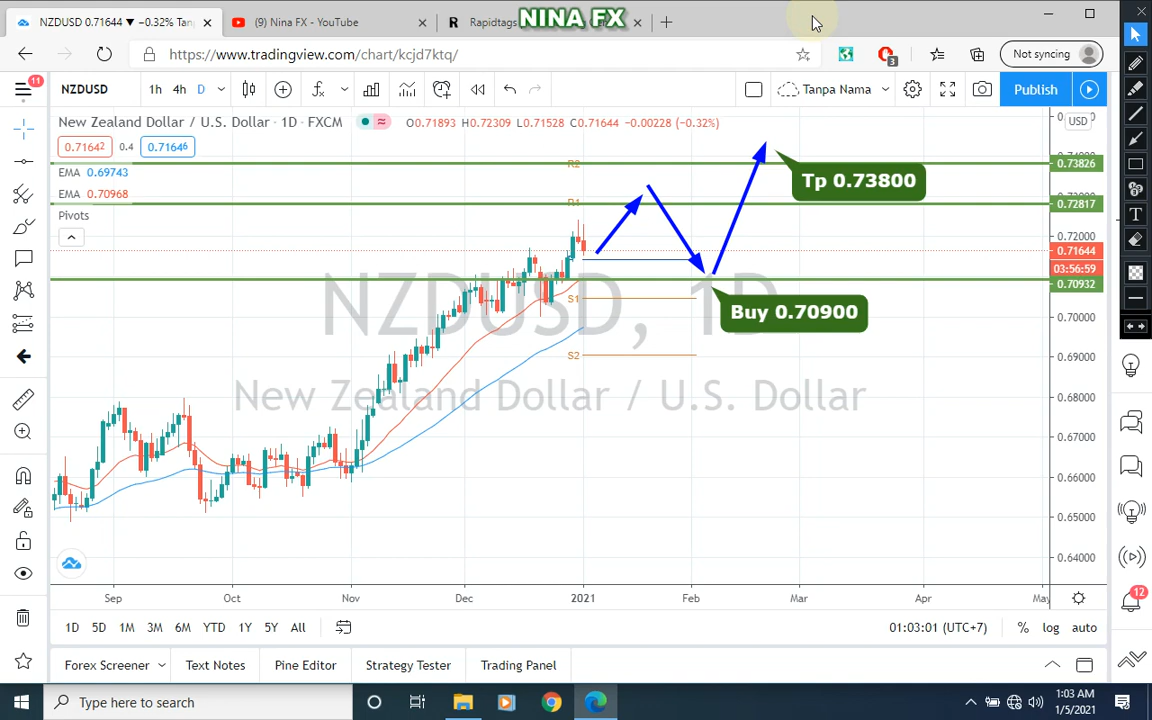 NZDUSD 0.71644 ▼ −0.32% Tan
(9) Nina FX - YouTube
Rapidtags
NINA FX
https://www.tradingview.com/chart/kcjd7ktq/
3
Not syncing
11
NZDUSD
1h 4h D
Tanpa Nama
Publish
New Zealand Dollar / U.S. Dollar · 1D · FXCM
O0.71893 H0.72309 L0.71528 C0.71644 −0.00228 (−0.32%)
USD
0.71642 0.4 0.71646
EMA 0.69743
EMA 0.70968
Pivots
R2
R1
P
S1
S2
Tp 0.73800
Buy 0.70900
NZDUSD, 1D
New Zealand Dollar / U.S. Dollar
0.73826
0.72817
0.72000
0.71644
03:56:59
0.70932
0.70000
0.69000
0.68000
0.67000
0.66000
0.65000
0.64000
Sep Oct Nov Dec 2021 Feb Mar Apr May
1D 5D 1M 3M 6M YTD 1Y 5Y All
01:03:01 (UTC+7) % log auto
12
Forex Screener Text Notes Pine Editor Strategy Tester Trading Panel
Type here to search
1:03 AM
1/5/2021